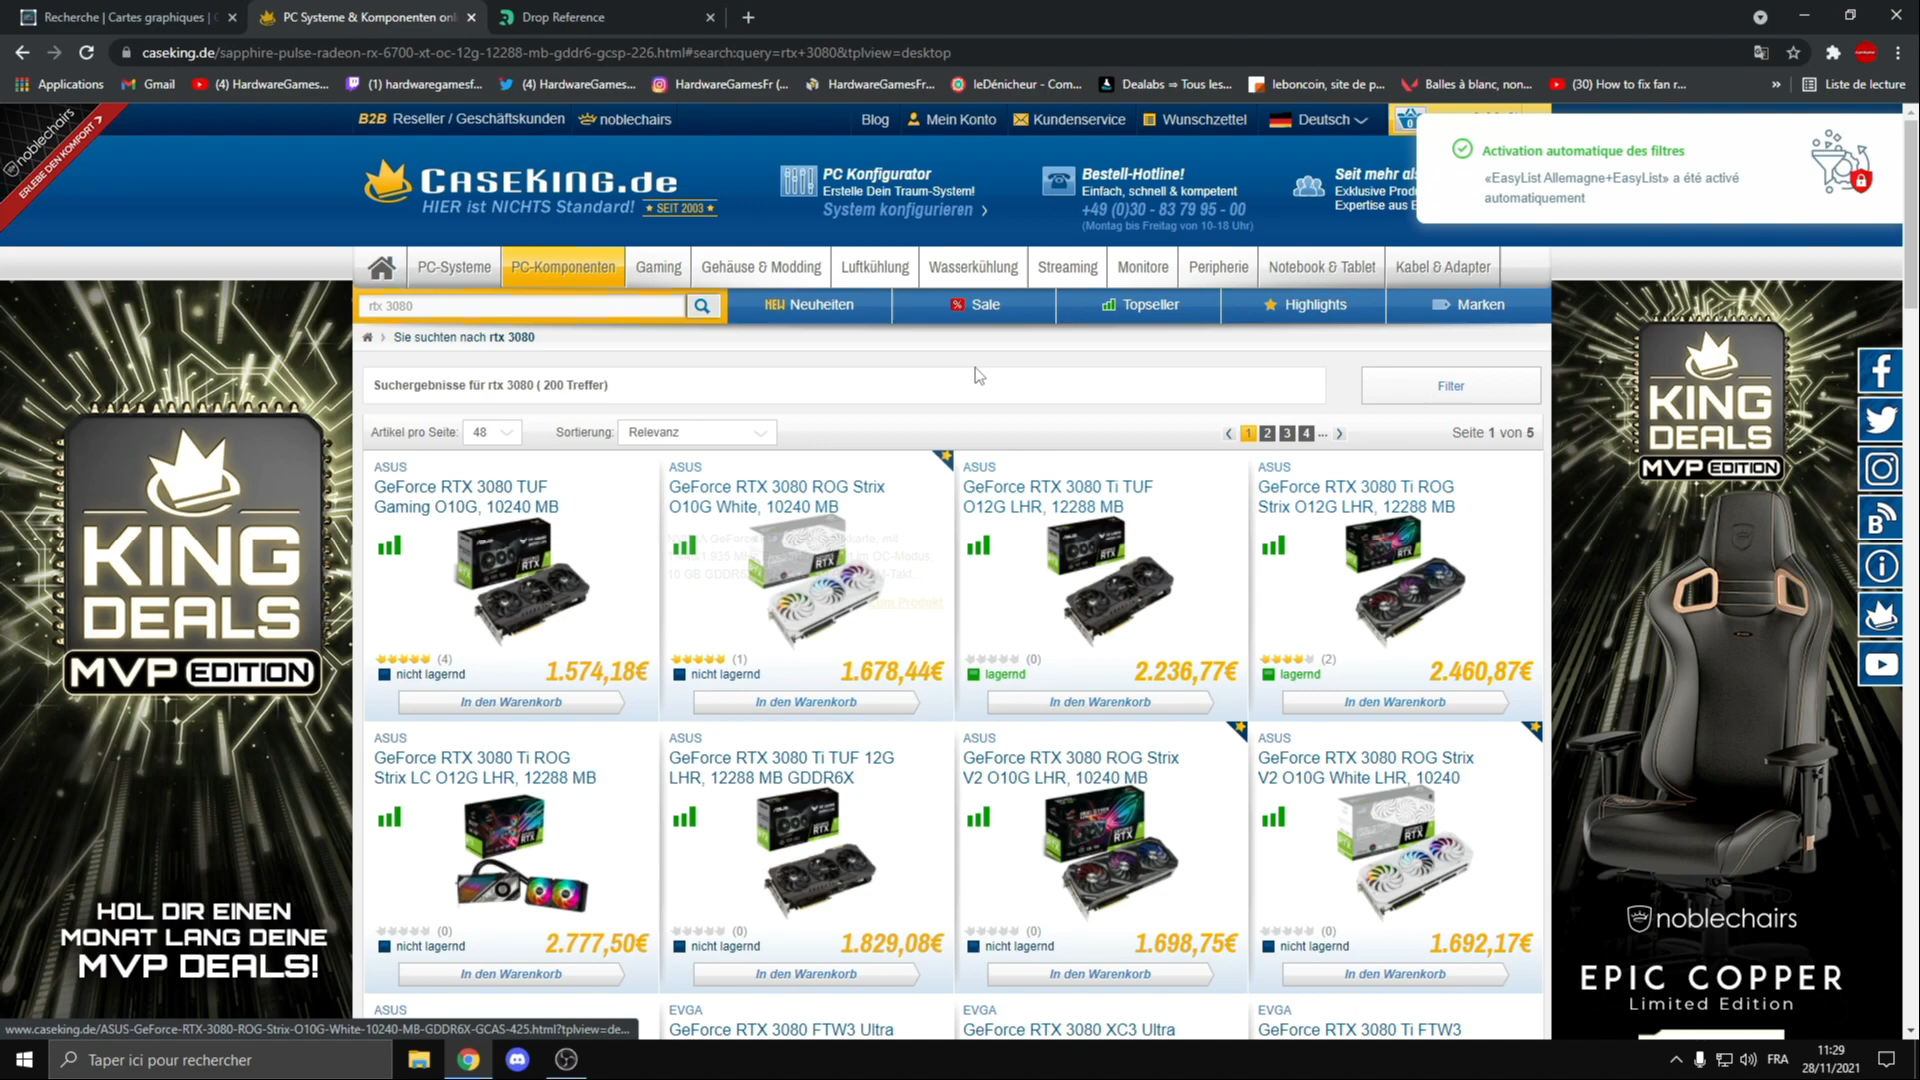 Recherche | Cartes graphiques |
PC Systeme & Komponenten onl
Drop Reference
caseking.de/sapphire-pulse-radeon-rx-6700-xt-oc-12g-12288-mb-gddr6-gcsp-226.html#search:query=rtx+3080&tplview=desktop
Applications
Gmail
(4) HardwareGames...
(1) hardwaregamesf...
(4) HardwareGames...
HardwareGamesFr (...
HardwareGamesFr...
leDénicheur - Com...
Dealabs ⇒ Tous les...
leboncoin, site de p...
Balles à blanc, non...
(30) How to fix fan r...
»
Liste de lecture
noblechairs
ERLEBE DEN KOMFORT
B2B Reseller / Geschäftskunden
noblechairs
Blog
Mein Konto
Kundenservice
Wunschzettel
Deutsch
0
CASEKING.de
HIER ist NICHTS Standard!
★ SEIT 2003 ★
PC Konfigurator
Erstelle Dein Traum-System!
System konfigurieren
Bestell-Hotline!
Einfach, schnell & kompetent
+49 (0)30 - 83 79 95 - 00
(Montag bis Freitag von 10-18 Uhr)
Seit mehr als
Exklusive Prod
Expertise aus E
Activation automatique des filtres
«EasyList Allemagne+EasyList» a été activé
automatiquement
PC-Systeme
PC-Komponenten
Gaming
Gehäuse & Modding
Luftkühlung
Wasserkühlung
Streaming
Monitore
Peripherie
Notebook & Tablet
Kabel & Adapter
rtx 3080
NEW Neuheiten
% Sale
Topseller
Highlights
Marken
Sie suchten nach rtx 3080
Suchergebnisse für rtx 3080 ( 200 Treffer)
Filter
Artikel pro Seite: 48
Sortierung: Relevanz
1 2 3 4 ...
Seite 1 von 5
ASUS
GeForce RTX 3080 TUF
Gaming O10G, 10240 MB
(4)
nicht lagernd
1.574,18€
In den Warenkorb
ASUS
GeForce RTX 3080 ROG Strix
O10G White, 10240 MB
zum Produkt
(1)
nicht lagernd
1.678,44€
In den Warenkorb
ASUS
GeForce RTX 3080 Ti TUF
O12G LHR, 12288 MB
(0)
lagernd
2.236,77€
In den Warenkorb
ASUS
GeForce RTX 3080 Ti ROG
Strix O12G LHR, 12288 MB
(2)
lagernd
2.460,87€
In den Warenkorb
ASUS
GeForce RTX 3080 Ti ROG
Strix LC O12G LHR, 12288 MB
(0)
nicht lagernd
2.777,50€
In den Warenkorb
ASUS
GeForce RTX 3080 Ti TUF 12G
LHR, 12288 MB GDDR6X
(0)
nicht lagernd
1.829,08€
In den Warenkorb
ASUS
GeForce RTX 3080 ROG Strix
V2 O10G LHR, 10240 MB
(0)
nicht lagernd
1.698,75€
In den Warenkorb
ASUS
GeForce RTX 3080 ROG Strix
V2 O10G White LHR, 10240
(0)
nicht lagernd
1.692,17€
In den Warenkorb
ASUS
EVGA
GeForce RTX 3080 FTW3 Ultra
EVGA
GeForce RTX 3080 XC3 Ultra
EVGA
GeForce RTX 3080 Ti FTW3
KING
DEALS
MVP EDITION
HOL DIR EINEN
MONAT LANG DEINE
MVP DEALS!
KING
DEALS
MVP EDITION
noblechairs
EPIC COPPER
Limited Edition
www.caseking.de/ASUS-GeForce-RTX-3080-ROG-Strix-O10G-White-10240-MB-GDDR6X-GCAS-425.html?tplview=de...
Taper ici pour rechercher
FRA
11:29
28/11/2021